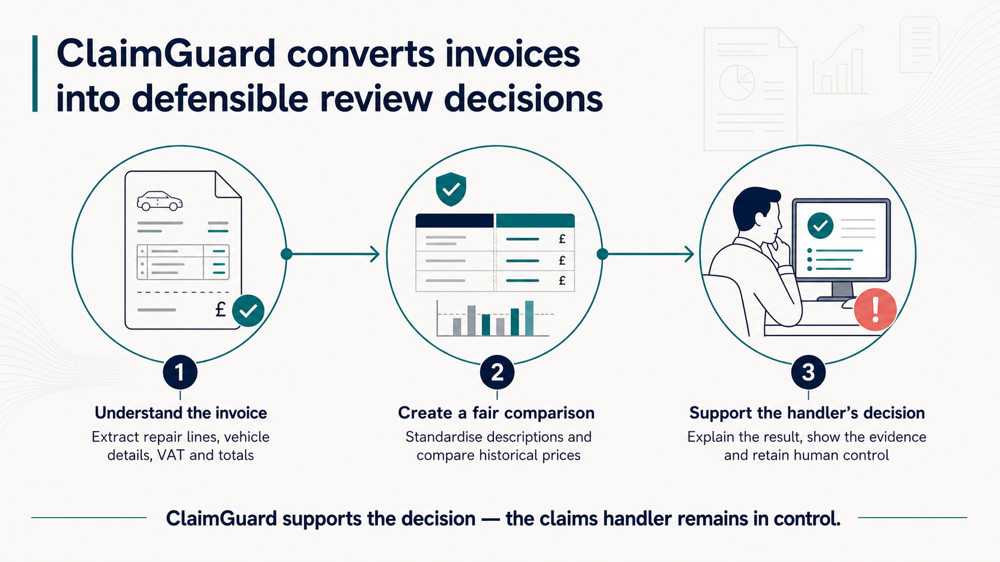 ClaimGuard converts invoices
into defensible review decisions
£
£
£
£
1
2
3
Understand the invoice
Extract repair lines, vehicle
details, VAT and totals
Create a fair comparison
Standardise descriptions and
compare historical prices
Support the handler’s decision
Explain the result, show the evidence
and retain human control
ClaimGuard supports the decision — the claims handler remains in control.